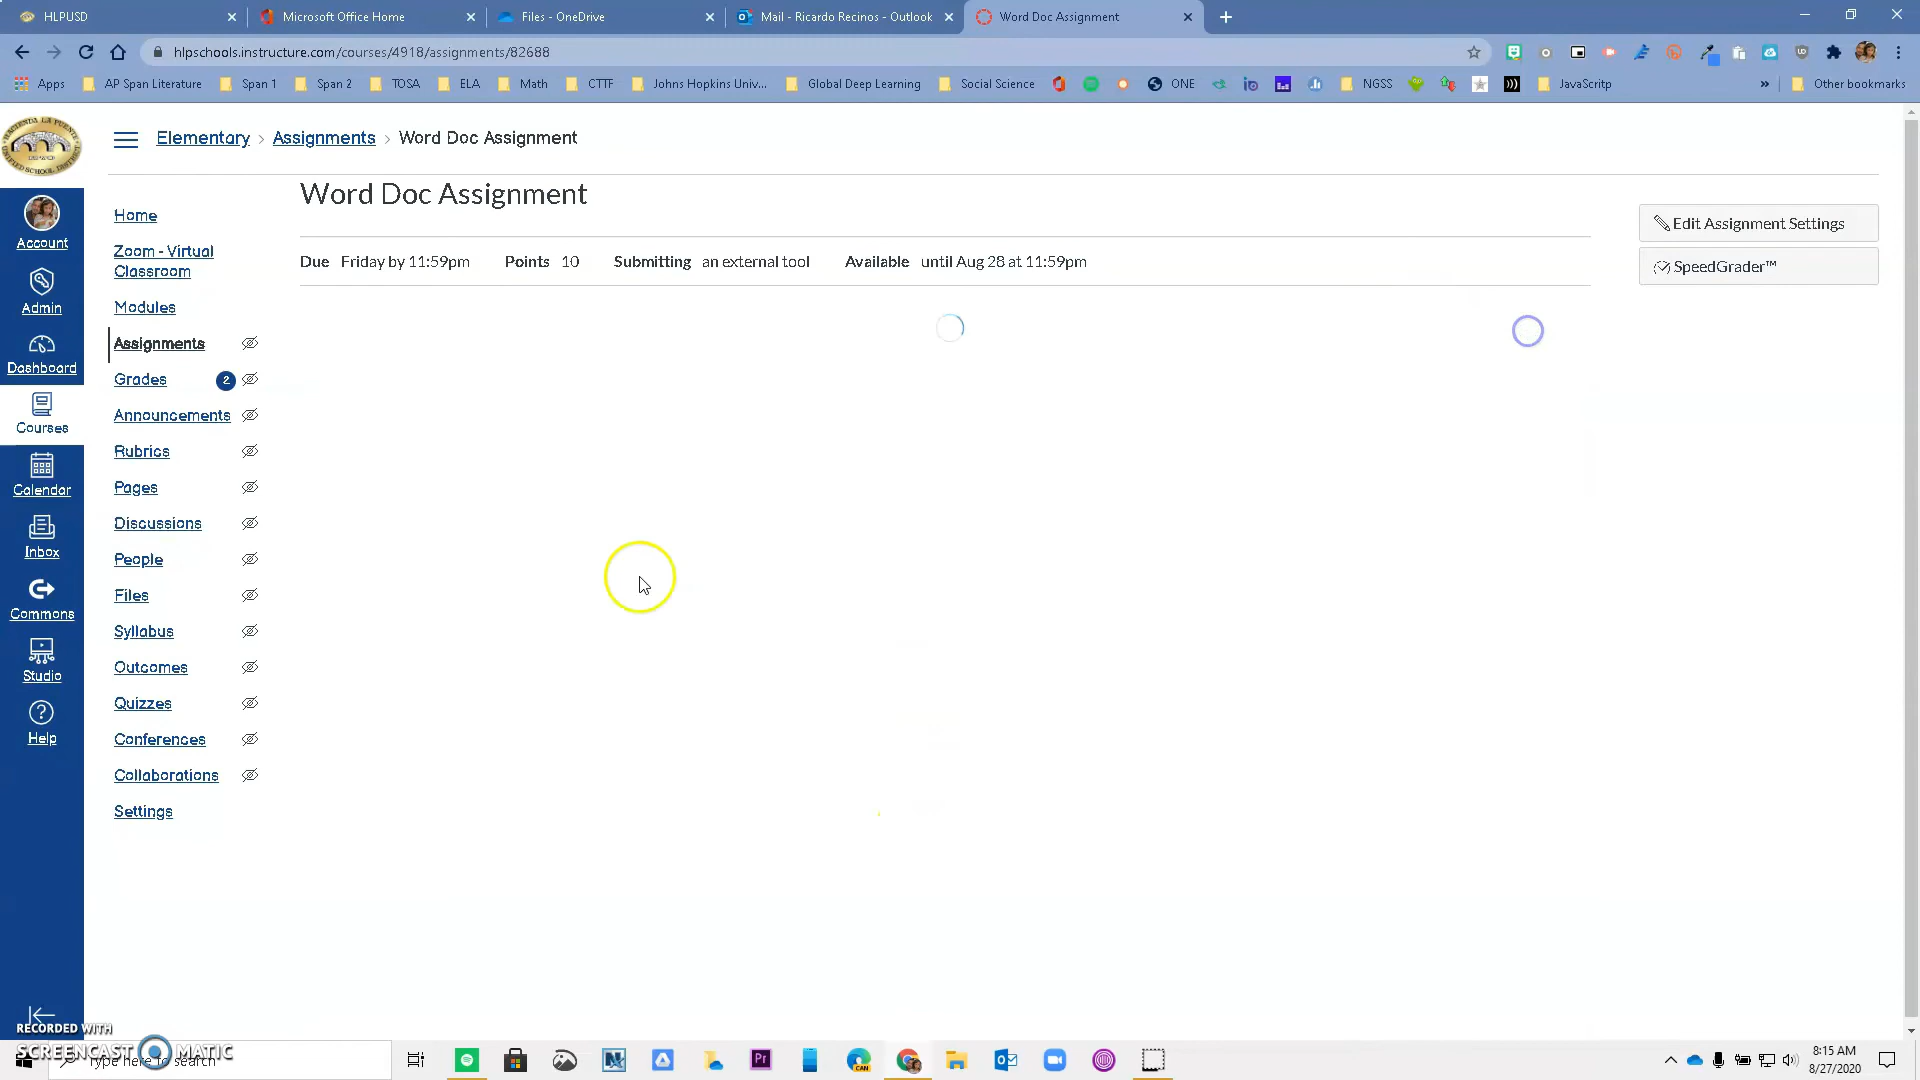 HLPUSD
Microsoft Office Home
Files - OneDrive
Mail - Ricardo Recinos - Outlook
Word Doc Assignment
hlpschools.instructure.com/courses/4918/assignments/82688
Apps
AP Span Literature
Span 1
Span 2
TOSA
ELA
Math
CTTF
Johns Hopkins Univ...
Global Deep Learning
Social Science
ONE
NGSS
JavaScritp
Other bookmarks
Elementary
Assignments
Word Doc Assignment
Word Doc Assignment
Due Friday by 11:59pm Points 10 Submitting an external tool Available until Aug 28 at 11:59pm
Edit Assignment Settings
SpeedGrader™
Account
Admin
Dashboard
Courses
Calendar
Inbox
Commons
Studio
Help
Home
Zoom - Virtual
Classroom
Modules
Assignments
Grades 2
Announcements
Rubrics
Pages
Discussions
People
Files
Syllabus
Outcomes
Quizzes
Conferences
Collaborations
Settings
RECORDED WITH
SCREENCAST MATIC
Type here to search
Pr
CAN
8:15 AM
8/27/2020